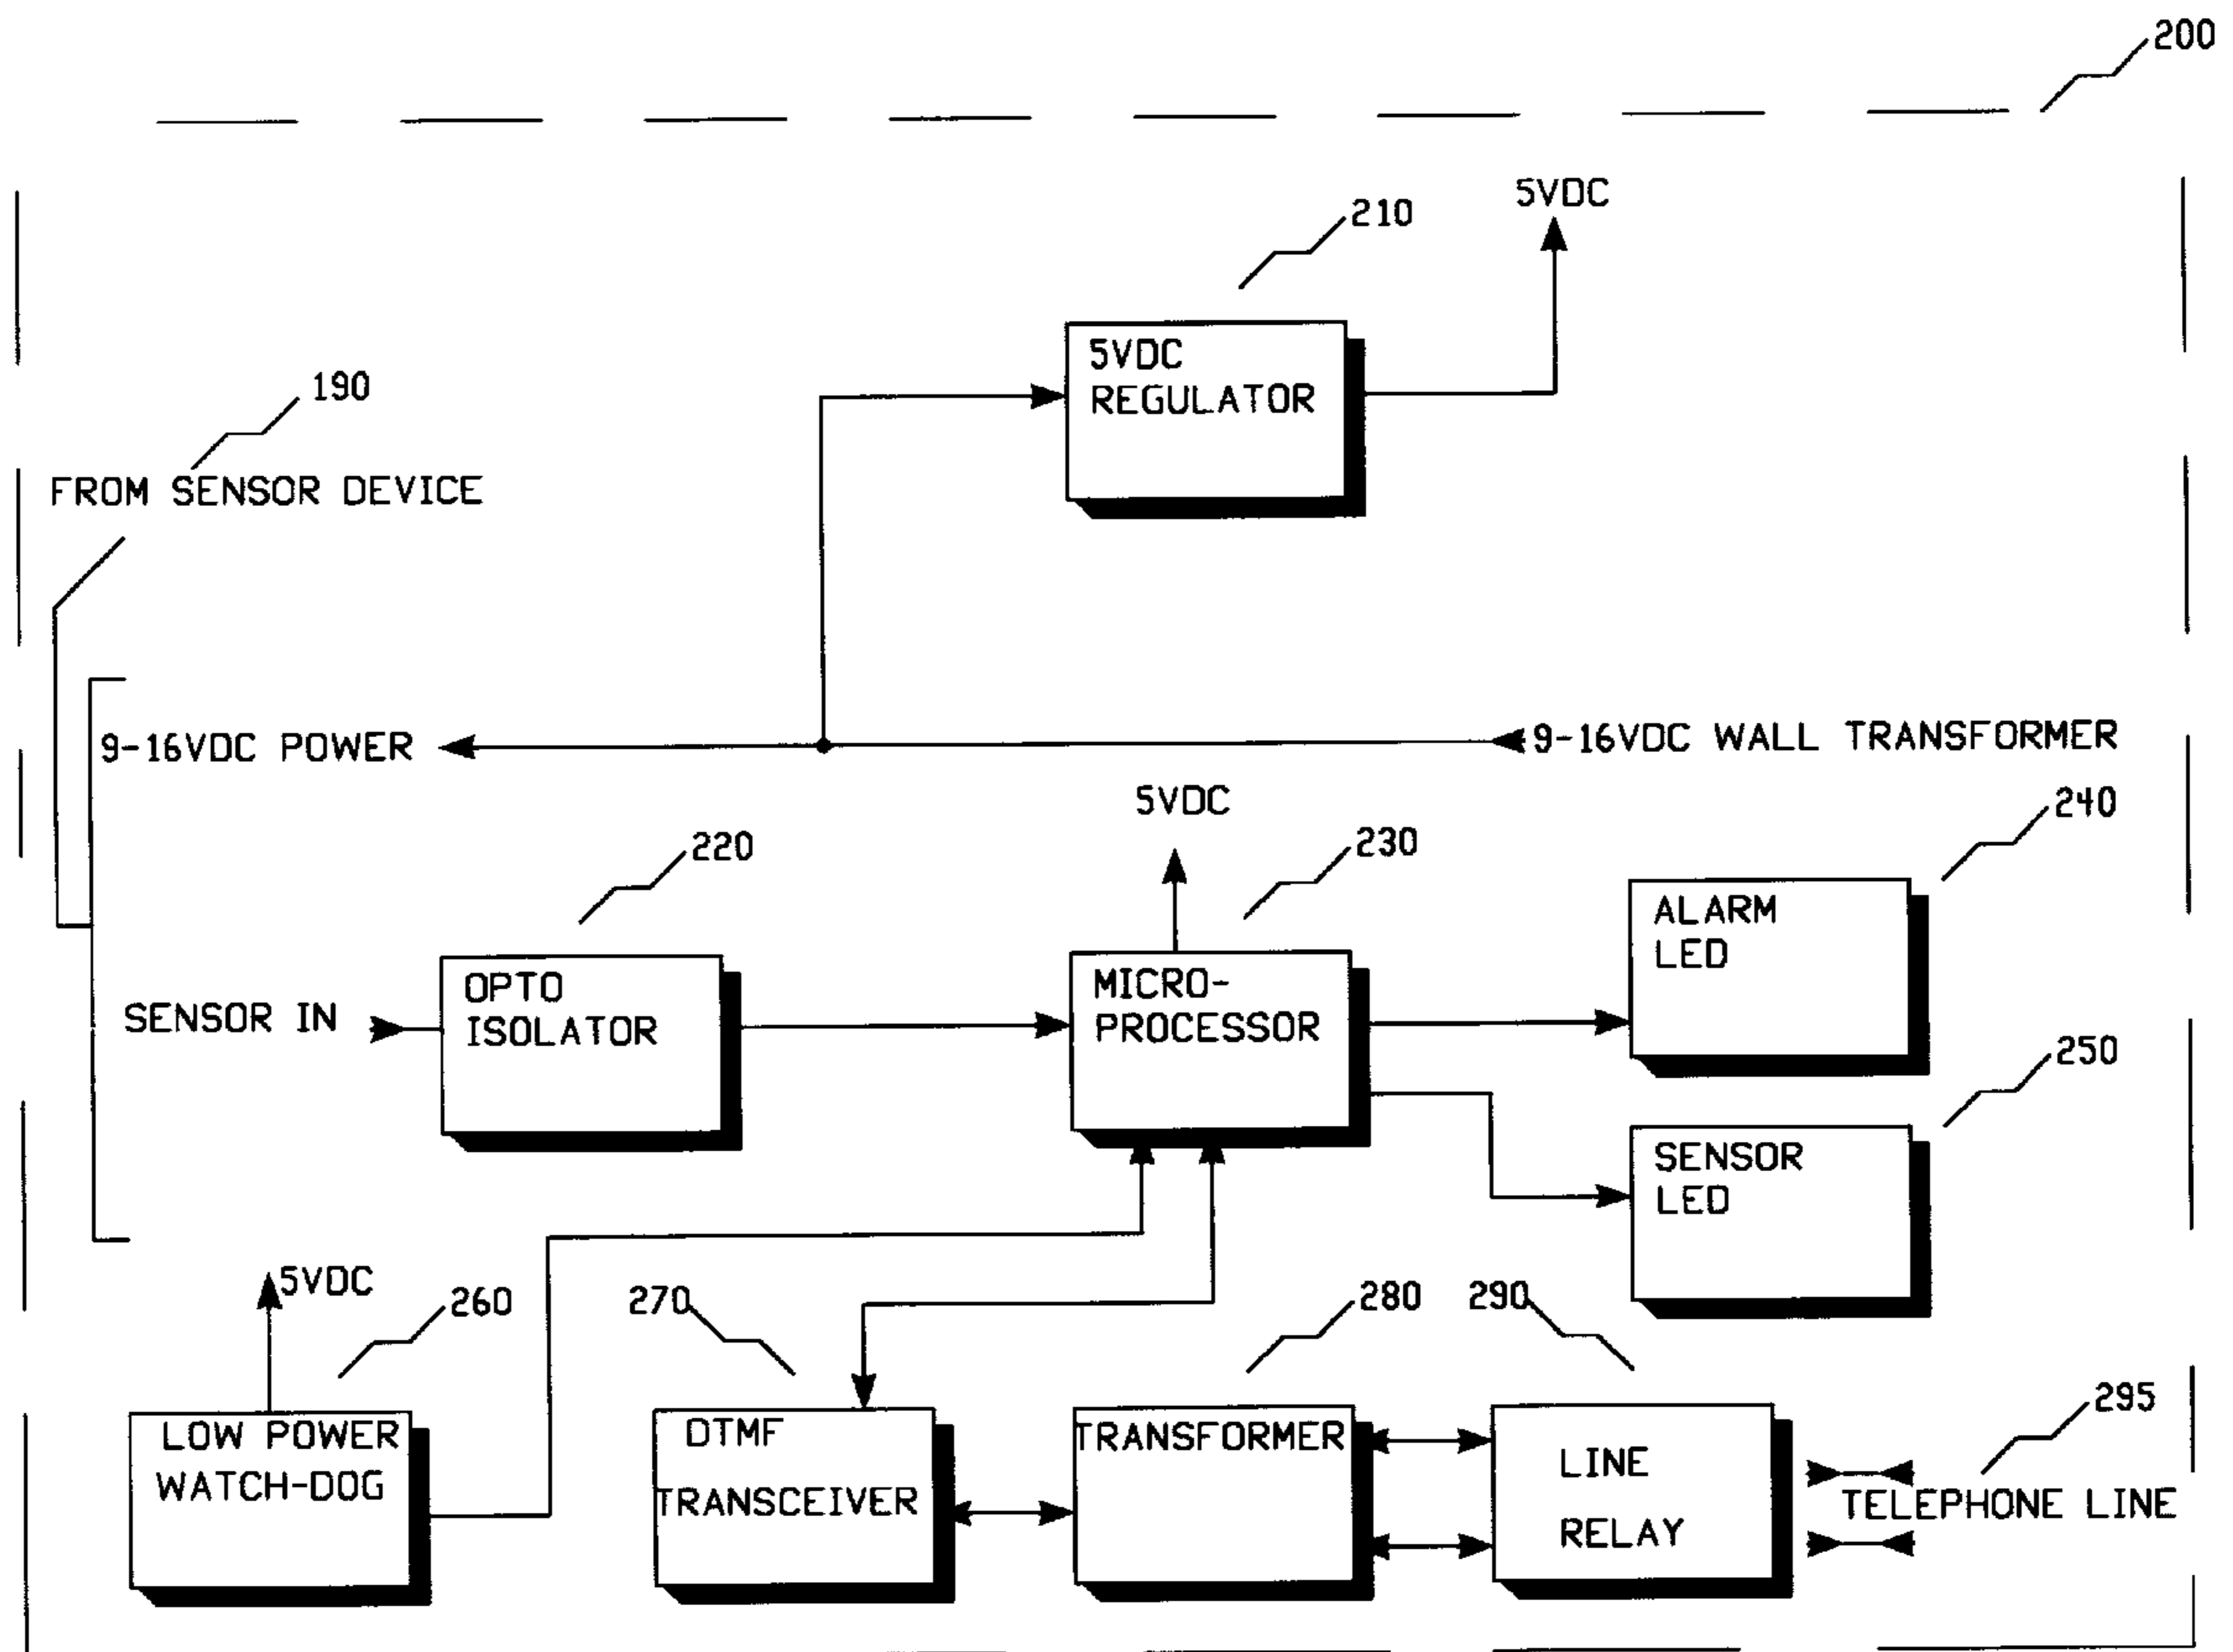 200
5VDC
210
5VDC
REGULATOR
190
FROM SENSOR DEVICE
9-16VDC POWER
9-16VDC WALL TRANSFORMER
5VDC
240
220
230
ALARM
LED
OPTO
ISOLATOR
MICRO-
PROCESSOR
SENSOR IN
250
SENSOR
LED
5VDC
260
270
280
290
295
LOW POWER
WATCH-DOG
DTMF
TRANSCEIVER
TRANSFORMER
LINE
RELAY
TELEPHONE LINE